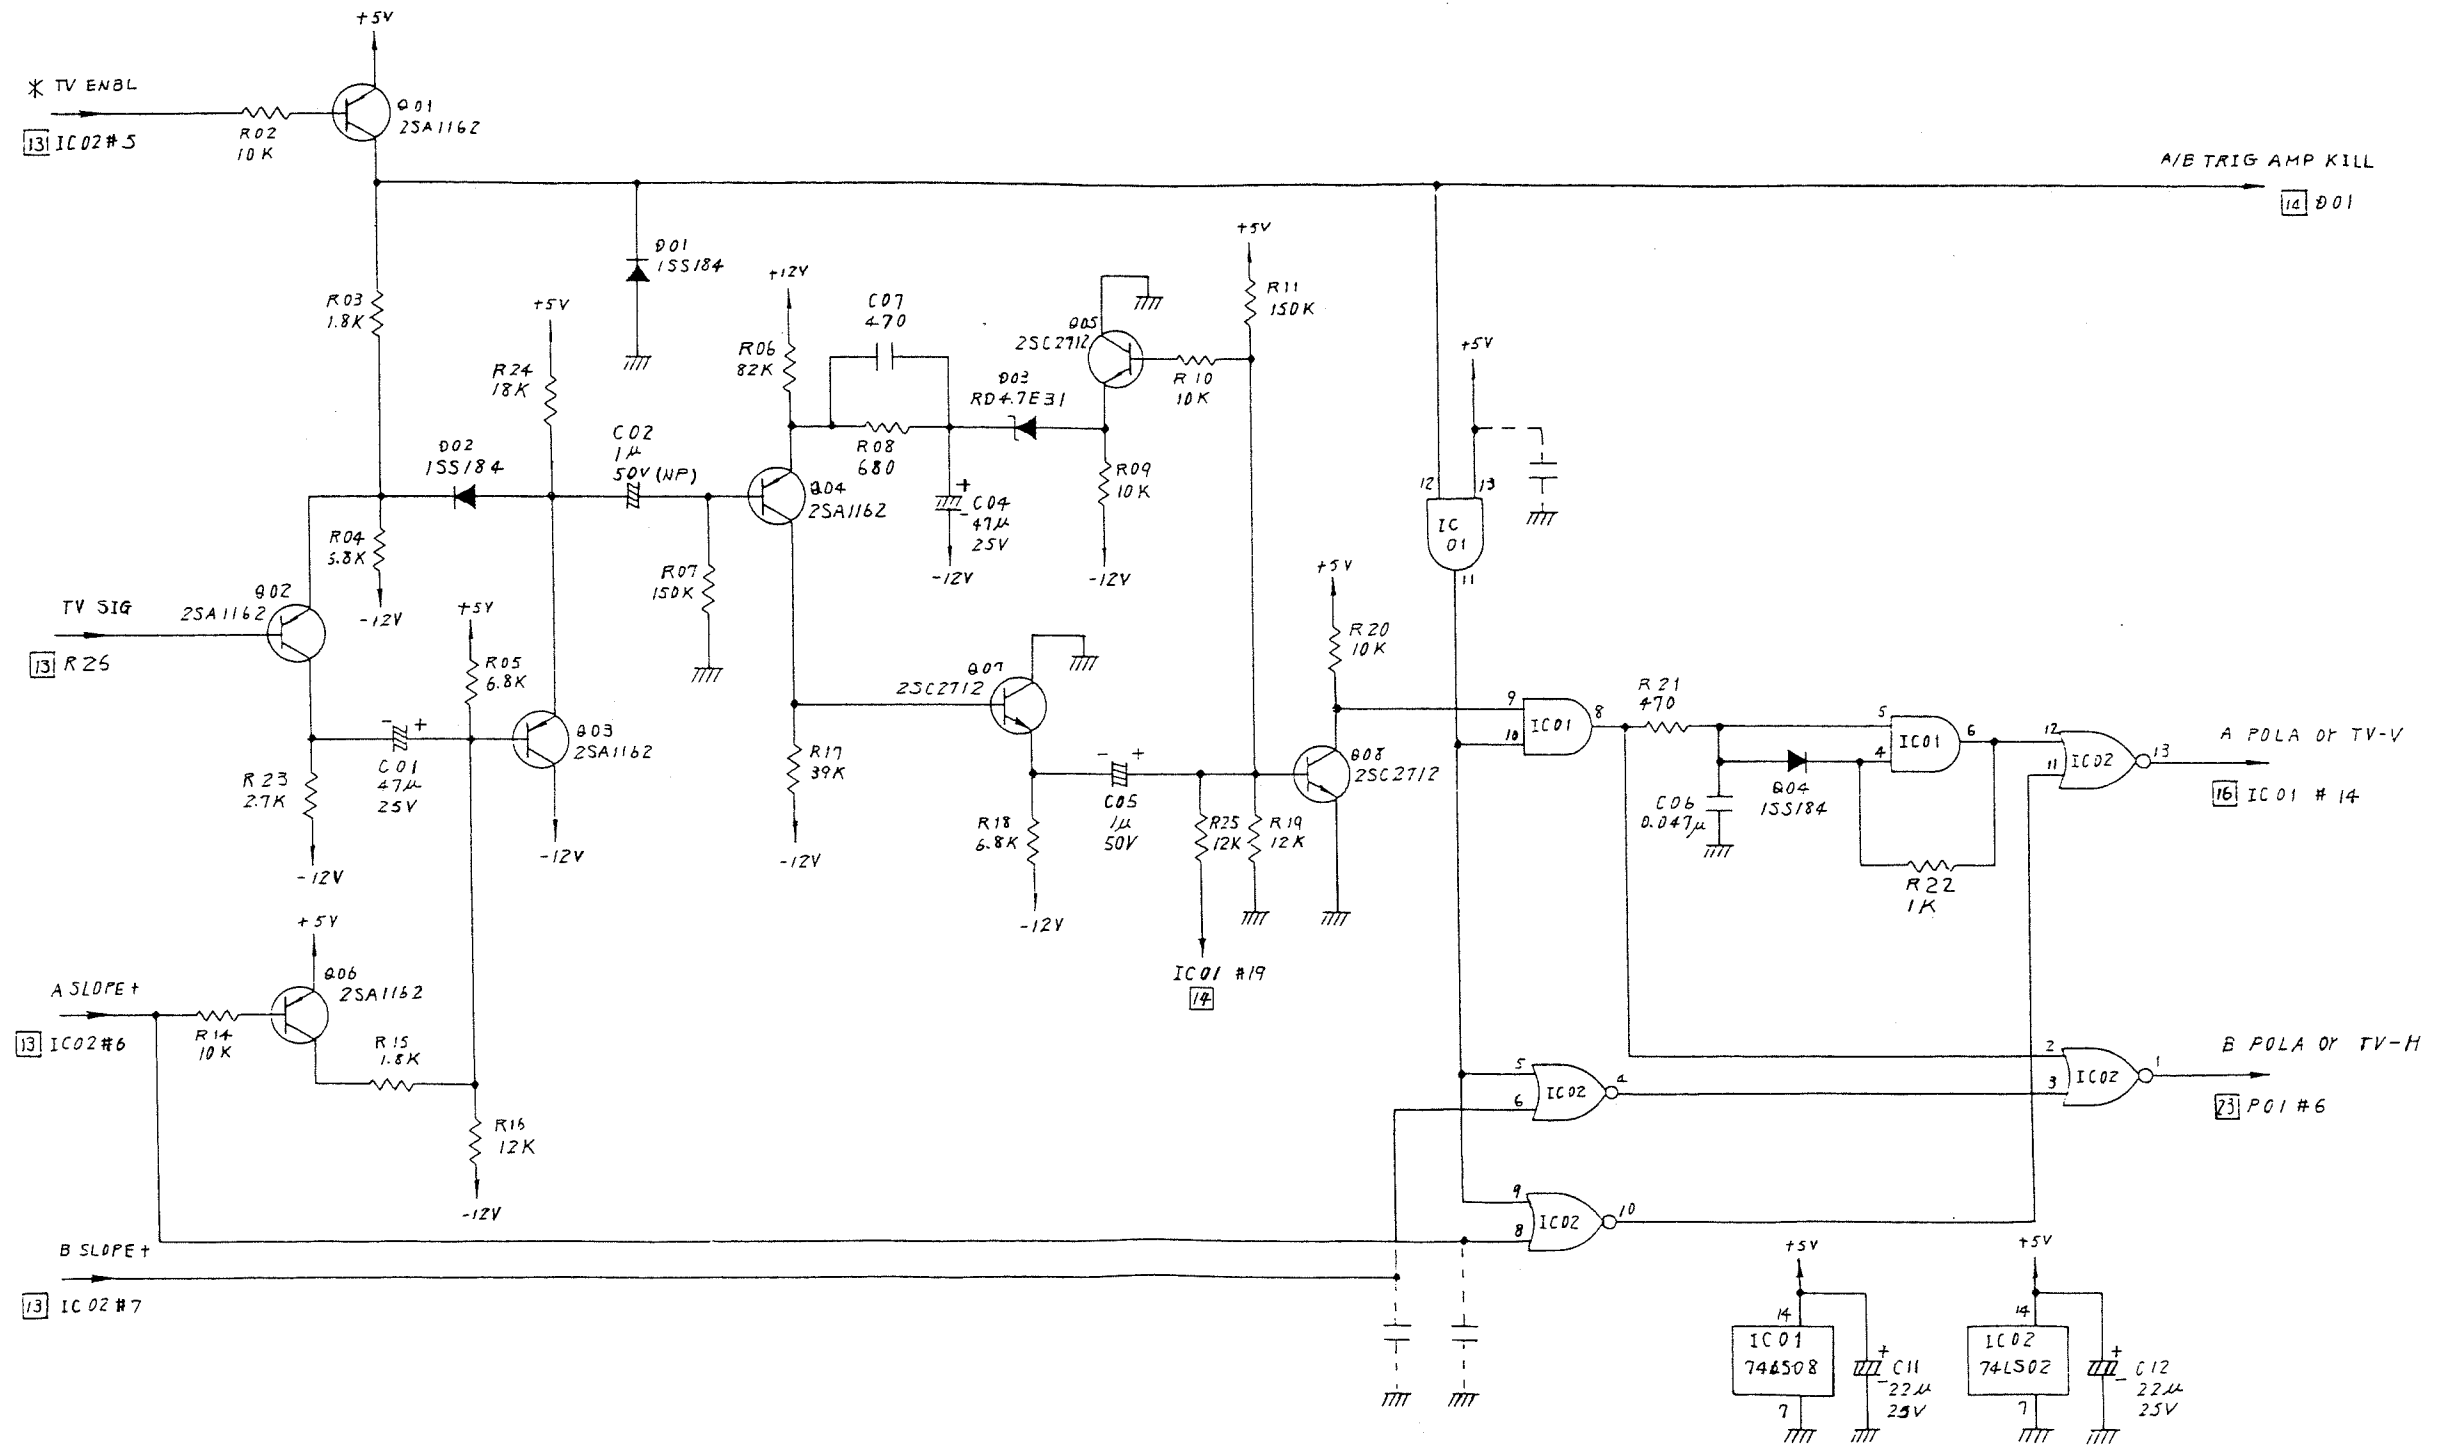 +5V
* TV ENBL
13 IC02#5
R02
10K
Q01
2SA1162
A/B TRIG AMP KILL
14 D01
R03
1.8K
D01
1SS184
+5V
R24
18K
+12V
R06
82K
C07
470
Q05
2SC2712
+5V
R11
150K
R10
10K
D03
RD4.7E31
R08
680
R09
10K
-12V
+
-
C04
47μ
25V
-12V
D02
1SS184
C02
1μ
50V (NP)
Q04
2SA1162
R04
-12V
R07
150K
+5V
12
13
IC
01
11
TV SIG
13
Q02
2SA1162
+5V
R05
6.8K
Q03
2SA1162
-12V
- +
C01
47μ
25V
R23
2.7K
-12V
R17
39K
-12V
Q07
2SC2712
R18
6.8K
-12V
- +
C05
1μ
50V
R25
12K
R19
12K
IC01 #19
14
+5V
R20
10K
Q08
2SC2712
9
10
IC01
8
R21
470
C06
0.047μ
Q04
1SS184
5
4
IC01
6
R22
1K
12
11
IC02
13
A POLA or TV-V
16 IC01 # 14
+5V
A SLOPE+
13 IC02#6
R14
10K
Q06
2SA1162
R15
1.8K
R16
12K
-12V
5
6
IC02
4
2
3
IC02
1
B POLA or TV-H
23 P01 #6
9
8
IC02
10
B SLOPE+
13 IC02#7
+5V
14
IC01
74LS08
7
+
-
C11
22μ
25V
+5V
14
IC02
74LS02
7
+
-
C12
22μ
25V